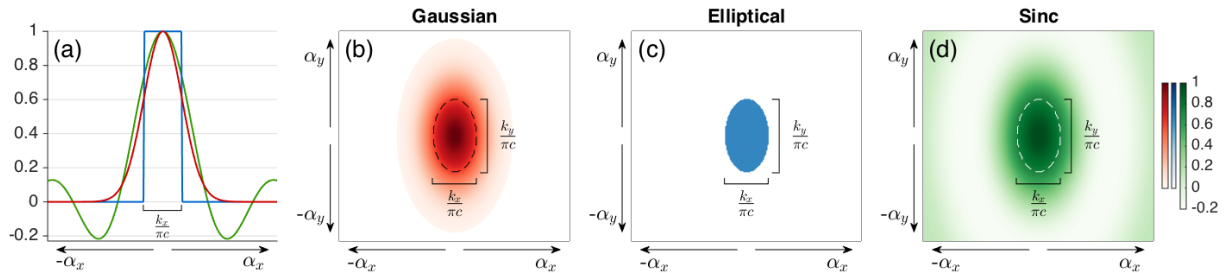 Gaussian
Elliptical
Sinc
(a)
1
0.8
0.6
0.4
0.2
0
-0.2
k_x
πc
-α_x
α_x
(b)
α_y
-α_y
k_y
πc
k_x
πc
-α_x
α_x
(c)
α_y
-α_y
k_y
πc
k_x
πc
-α_x
α_x
(d)
α_y
-α_y
k_y
πc
k_x
πc
-α_x
α_x
1
0.8
0.6
0.4
0.2
0
-0.2